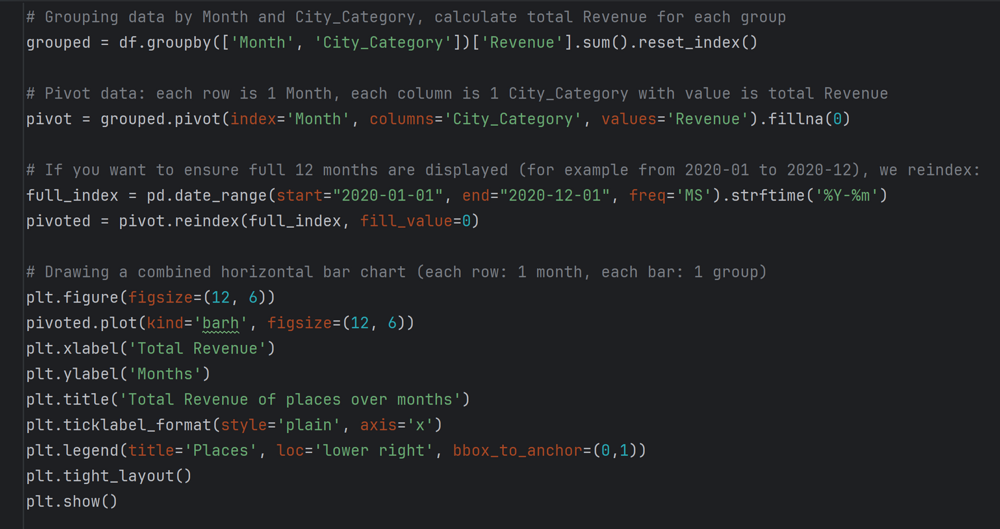 # Grouping data by Month and City_Category, calculate total Revenue for each group
grouped = df.groupby(['Month', 'City_Category'])['Revenue'].sum().reset_index()
# Pivot data: each row is 1 Month, each column is 1 City_Category with value is total Revenue
pivot = grouped.pivot(index='Month', columns='City_Category', values='Revenue').fillna(0)
# If you want to ensure full 12 months are displayed (for example from 2020-01 to 2020-12), we reindex:
full_index = pd.date_range(start="2020-01-01", end="2020-12-01", freq='MS').strftime('%Y-%m')
pivoted = pivot.reindex(full_index, fill_value=0)
# Drawing a combined horizontal bar chart (each row: 1 month, each bar: 1 group)
plt.figure(figsize=(12, 6))
pivoted.plot(kind='barh', figsize=(12, 6))
plt.xlabel('Total Revenue')
plt.ylabel('Months')
plt.title('Total Revenue of places over months')
plt.ticklabel_format(style='plain', axis='x')
plt.legend(title='Places', loc='lower right', bbox_to_anchor=(0,1))
plt.tight_layout()
plt.show()